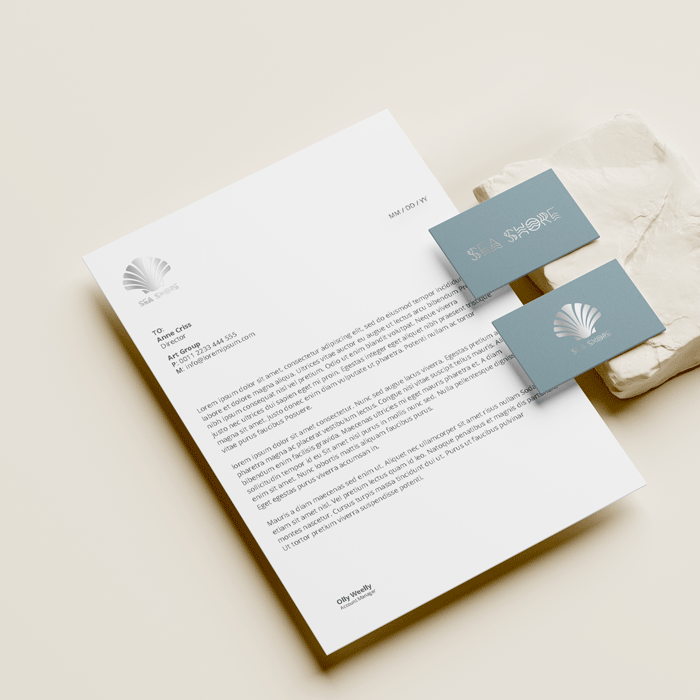 MM / DD / YY
SEA SHORE
TO:
Anne Criss
Director
Art Group
P: 0011 2233 444 555
M: info@loremipsum.com
Lorem ipsum dolor sit amet, consectetur adipiscing elit, sed do eiusmod tempor
labore et dolore magna aliqua. Ultrices vitae auctor eu augue ut lectus arcu bibendum
nibh ipsum consequat nisl vel pretium. Odio ut enim blandit volutpat. Neque viverra
justo nec ultrices dui sapien eget mi proin. Egestas integer eget aliquet nibh praesent tristique
magna sit amet. Justo donec enim diam vulputate ut pharetra. Potenti nullam ac tortor
vitae purus faucibus Posuere.
lorem ipsum dolor sit amet consectetur. Nunc sed augue lacus viverra. Egestas pretium
pharetra magna ac placerat vestibulum lectus. Congue nisi vitae suscipit tellus mauris.
bibendum enim facilisis gravida. Maecenas ultricies mi eget mauris pharetra et. A diam
sollicitudin tempor id eu Sit amet nisl purus in mollis nunc sed. Nulla pellentesque
enim sit amet. Nunc lobortis mattis aliquam faucibus purus.
Eget egestas purus viverra accumsan in.
Mauris a diam maecenas sed enim ut. Aliquet nec ullamcorper sit amet risus nullam
etiam sit amet nisl. Vel pretium lectus quam id leo. Natoque penatibus et magnis dis
montes nascetur. Cursus turpis massa tincidunt dui ut. Purus ut faucibus pulvinar
Ut tortor pretium viverra suspendisse potenti.
Olly Weelly
Account Manager
SEA SHORE
SEA SHORE